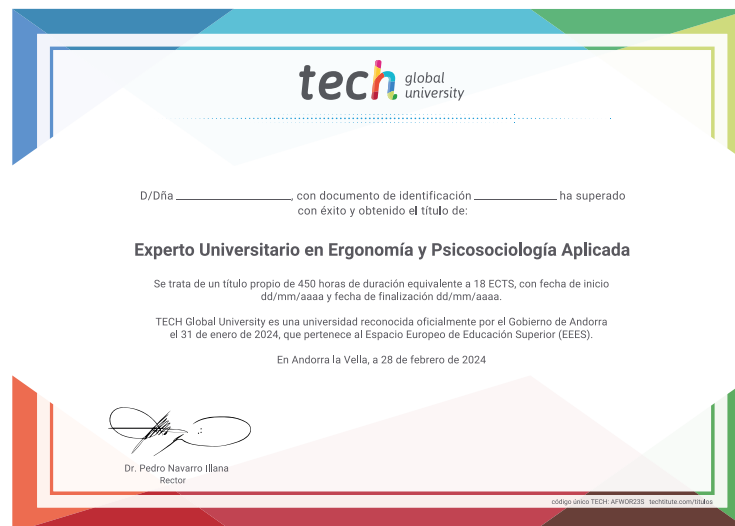 tech global
university
D/Dña ____________________, con documento de identificación ______________ ha superado
con éxito y obtenido el título de:
Experto Universitario en Ergonomía y Psicosociología Aplicada
Se trata de un título propio de 450 horas de duración equivalente a 18 ECTS, con fecha de inicio
dd/mm/aaaa y fecha de finalización dd/mm/aaaa.
TECH Global University es una universidad reconocida oficialmente por el Gobierno de Andorra
el 31 de enero de 2024, que pertenece al Espacio Europeo de Educación Superior (EEES).
En Andorra la Vella, a 28 de febrero de 2024
Dr. Pedro Navarro Illana
Rector
código único TECH: AFWOR23S techtitute.com/titulos